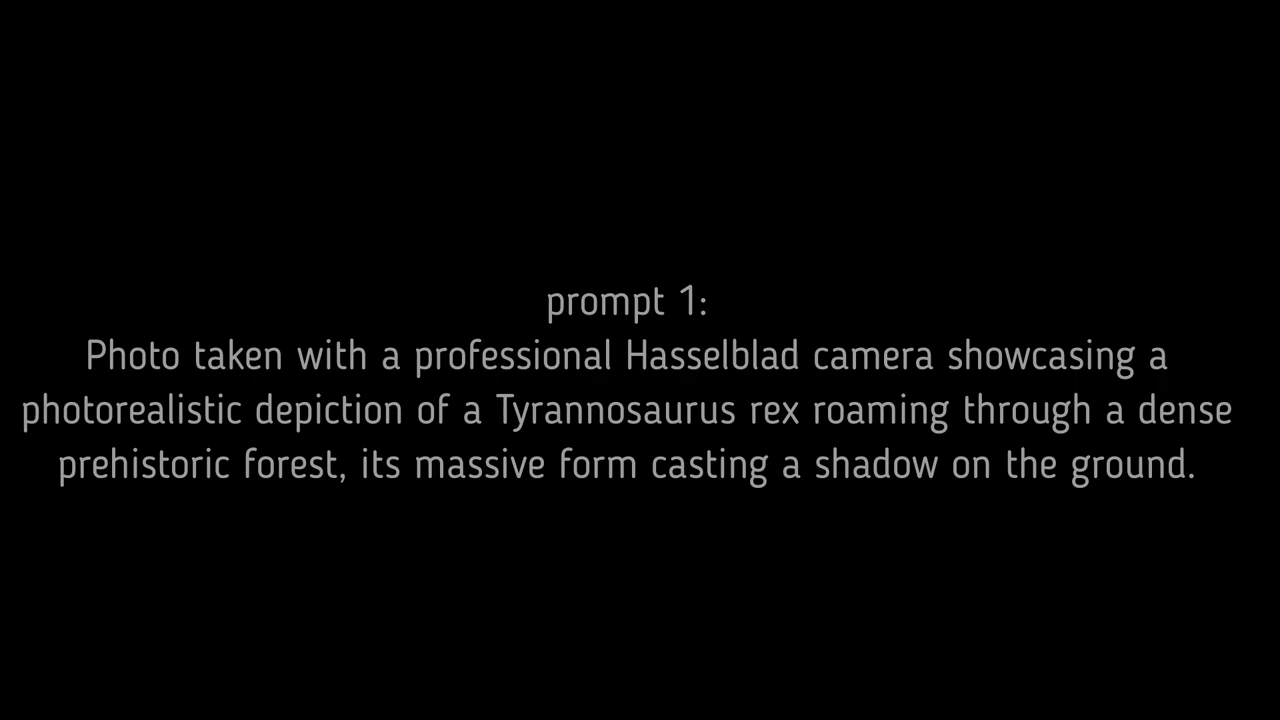 prompt 1:
Photo taken with a professional Hasselblad camera showcasing a
photorealistic depiction of a Tyrannosaurus rex roaming through a dense
prehistoric forest, its massive form casting a shadow on the ground.